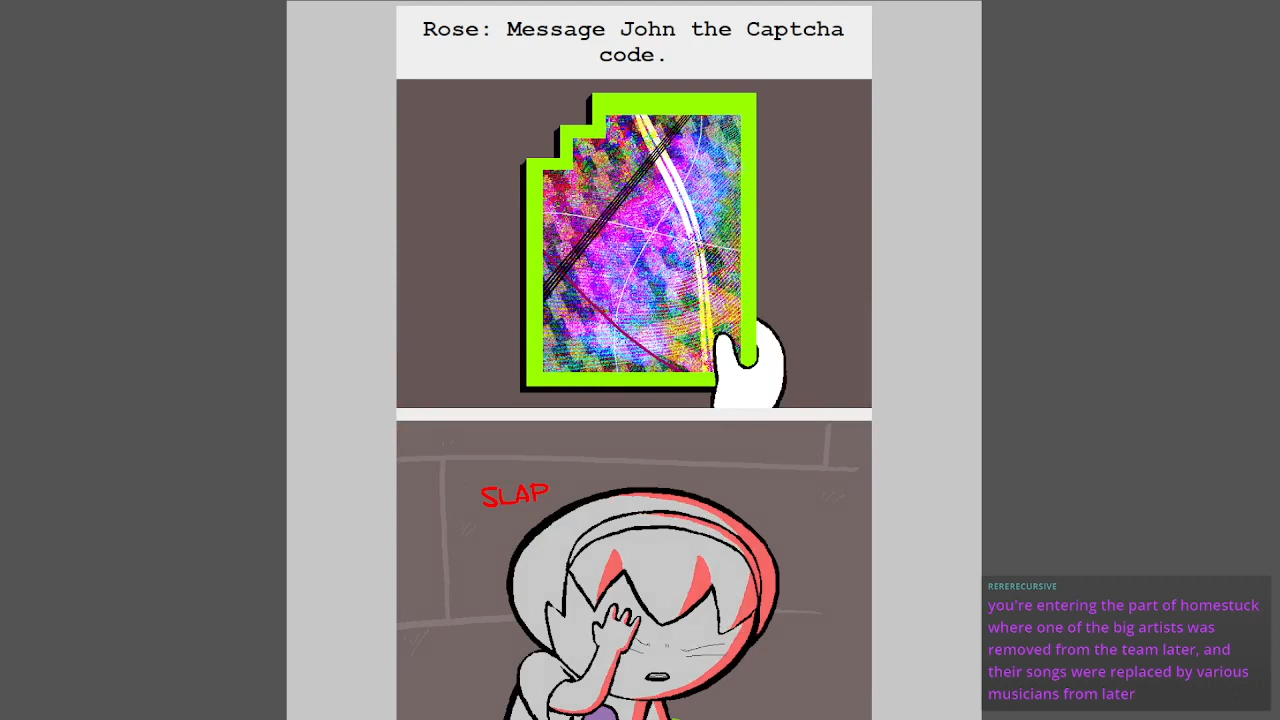 Rose: Message John the Captcha
code.
SLAP
RERERECURSIVE
you're entering the part of homestuck
where one of the big artists was
removed from the team later, and
their songs were replaced by various
musicians from later